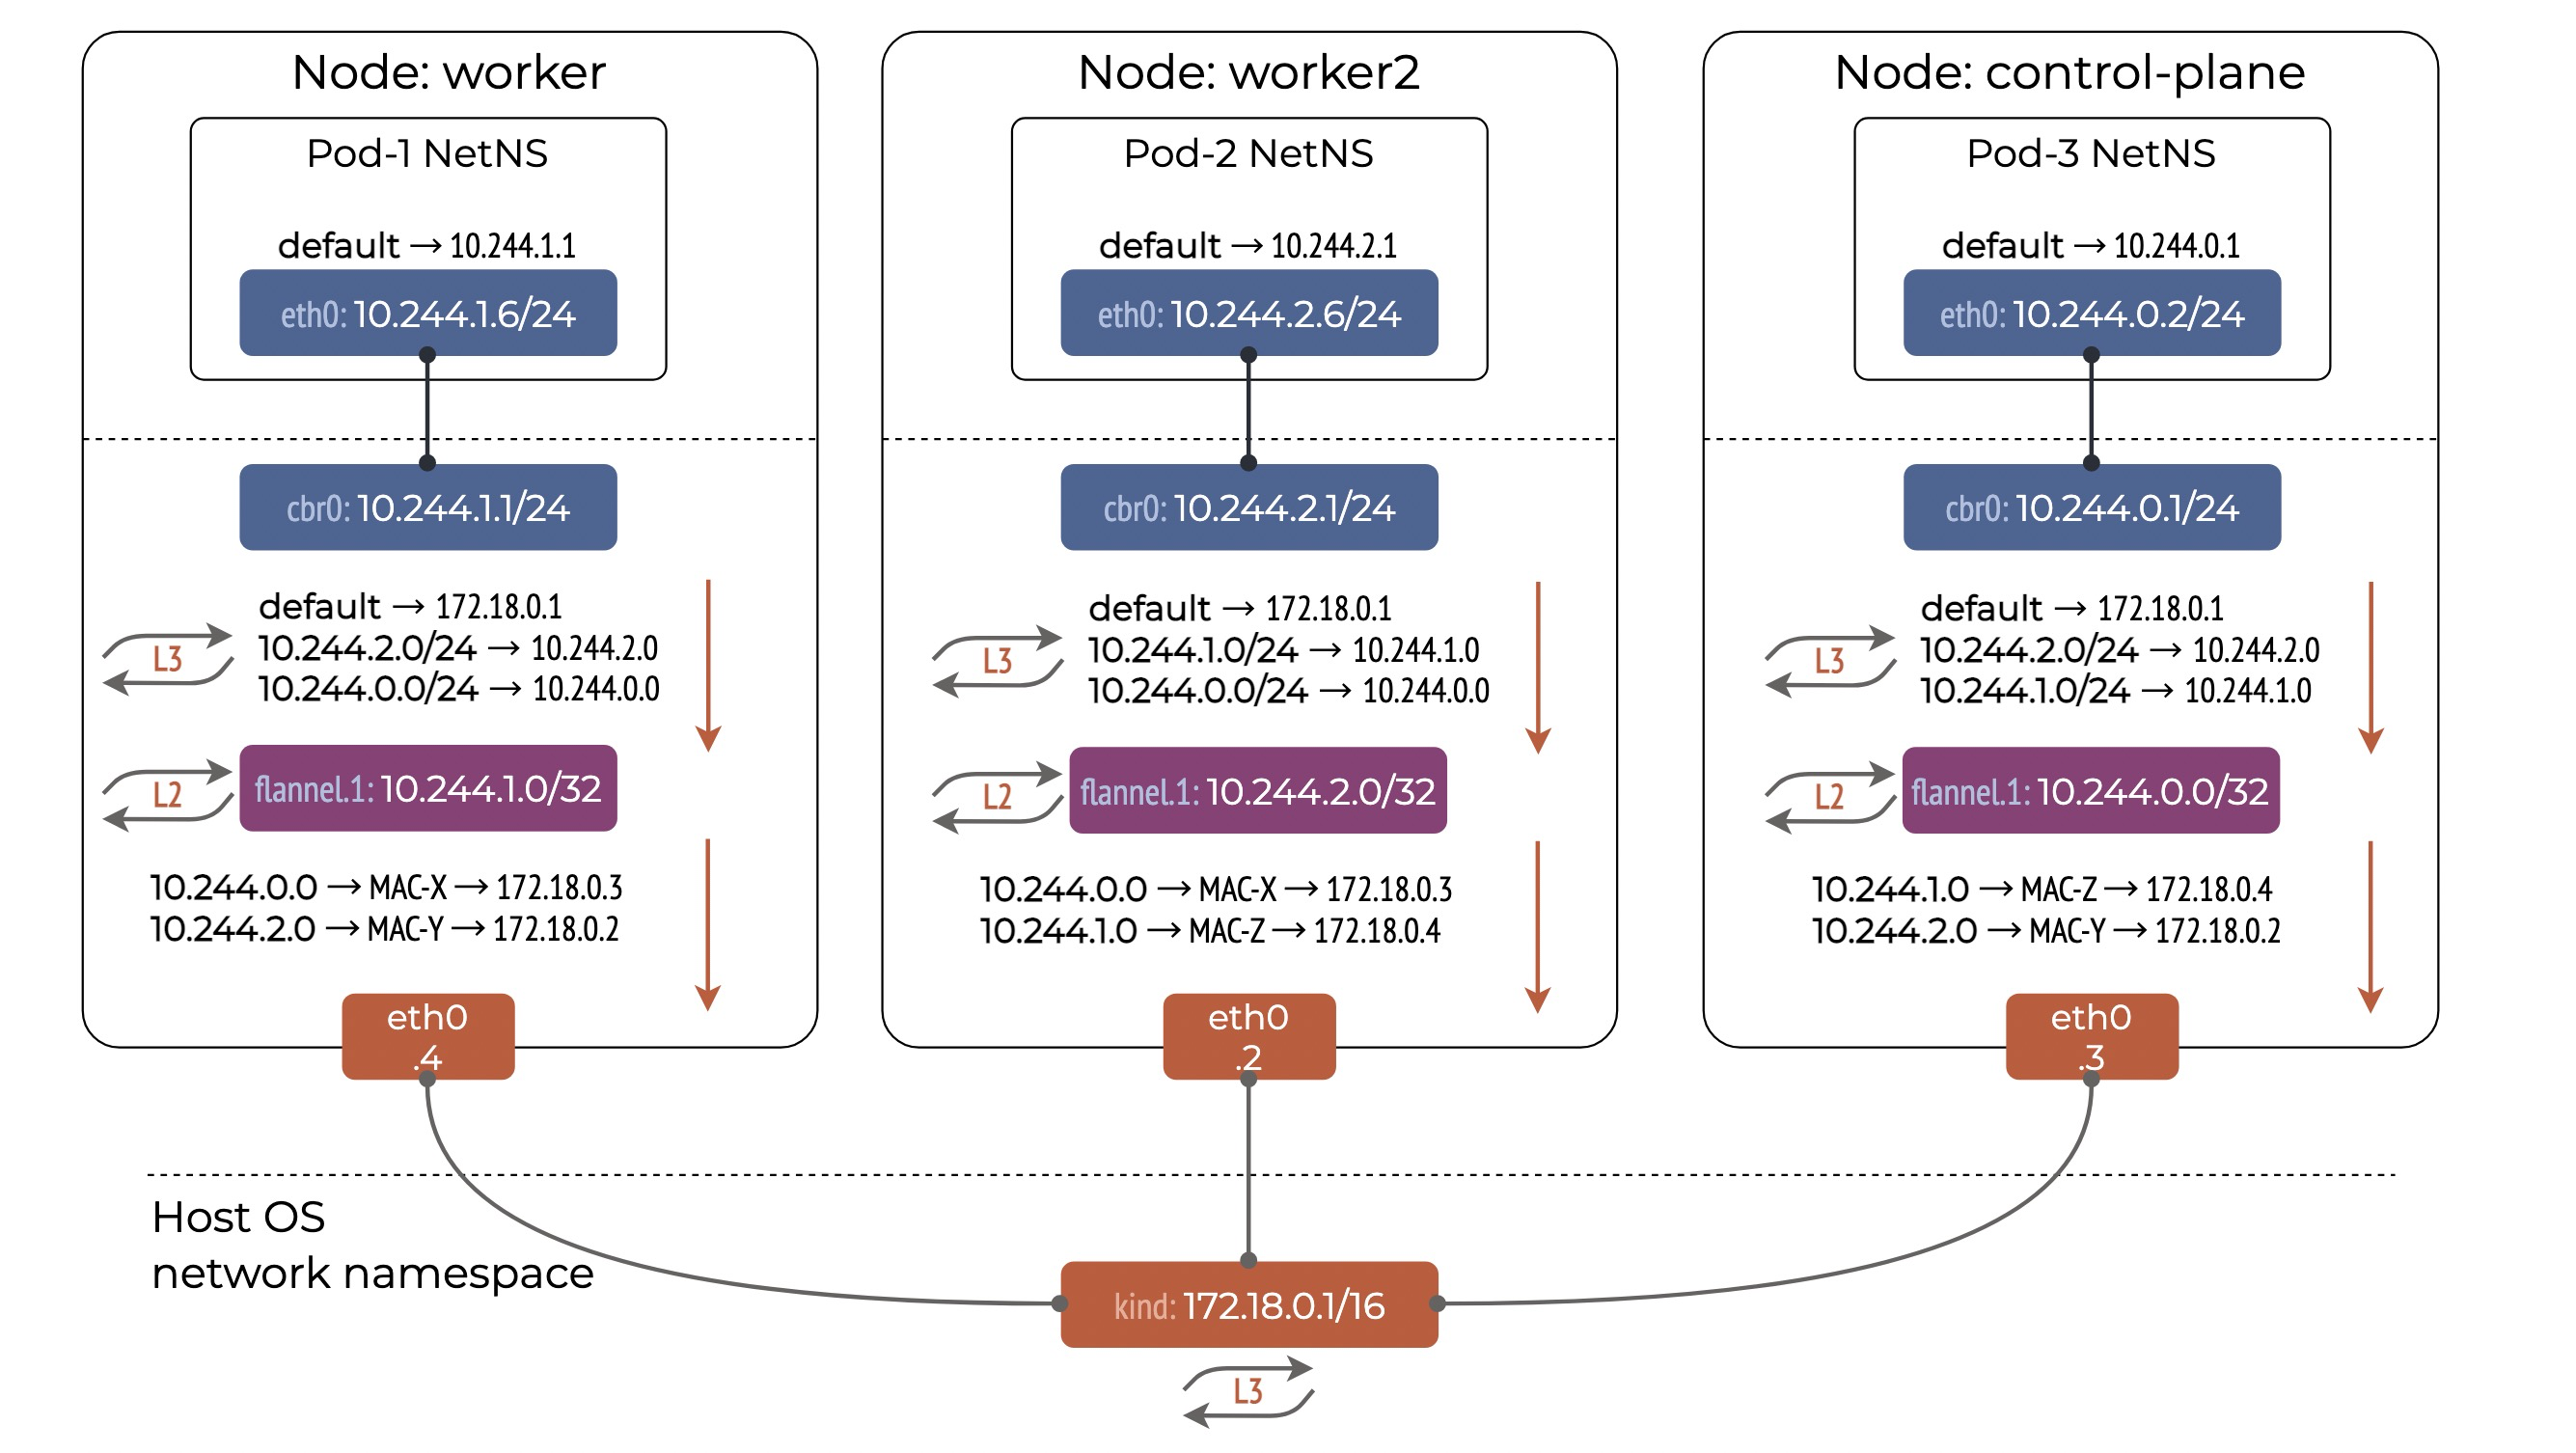 Node: worker
Pod-1 NetNS
default → 10.244.1.1
eth0: 10.244.1.6/24
cbr0: 10.244.1.1/24
default → 172.18.0.1
10.244.2.0/24 → 10.244.2.0
10.244.0.0/24 → 10.244.0.0
L3
L2
flannel.1: 10.244.1.0/32
10.244.0.0 → MAC-X → 172.18.0.3
10.244.2.0 → MAC-Y → 172.18.0.2
eth0
.4
Node: worker2
Pod-2 NetNS
default → 10.244.2.1
eth0: 10.244.2.6/24
cbr0: 10.244.2.1/24
default → 172.18.0.1
10.244.1.0/24 → 10.244.1.0
10.244.0.0/24 → 10.244.0.0
L3
L2
flannel.1: 10.244.2.0/32
10.244.0.0 → MAC-X → 172.18.0.3
10.244.1.0 → MAC-Z → 172.18.0.4
eth0
.2
Node: control-plane
Pod-3 NetNS
default → 10.244.0.1
eth0: 10.244.0.2/24
cbr0: 10.244.0.1/24
default → 172.18.0.1
10.244.2.0/24 → 10.244.2.0
10.244.1.0/24 → 10.244.1.0
L3
L2
flannel.1: 10.244.0.0/32
10.244.1.0 → MAC-Z → 172.18.0.4
10.244.2.0 → MAC-Y → 172.18.0.2
eth0
.3
Host OS
network namespace
kind: 172.18.0.1/16
L3